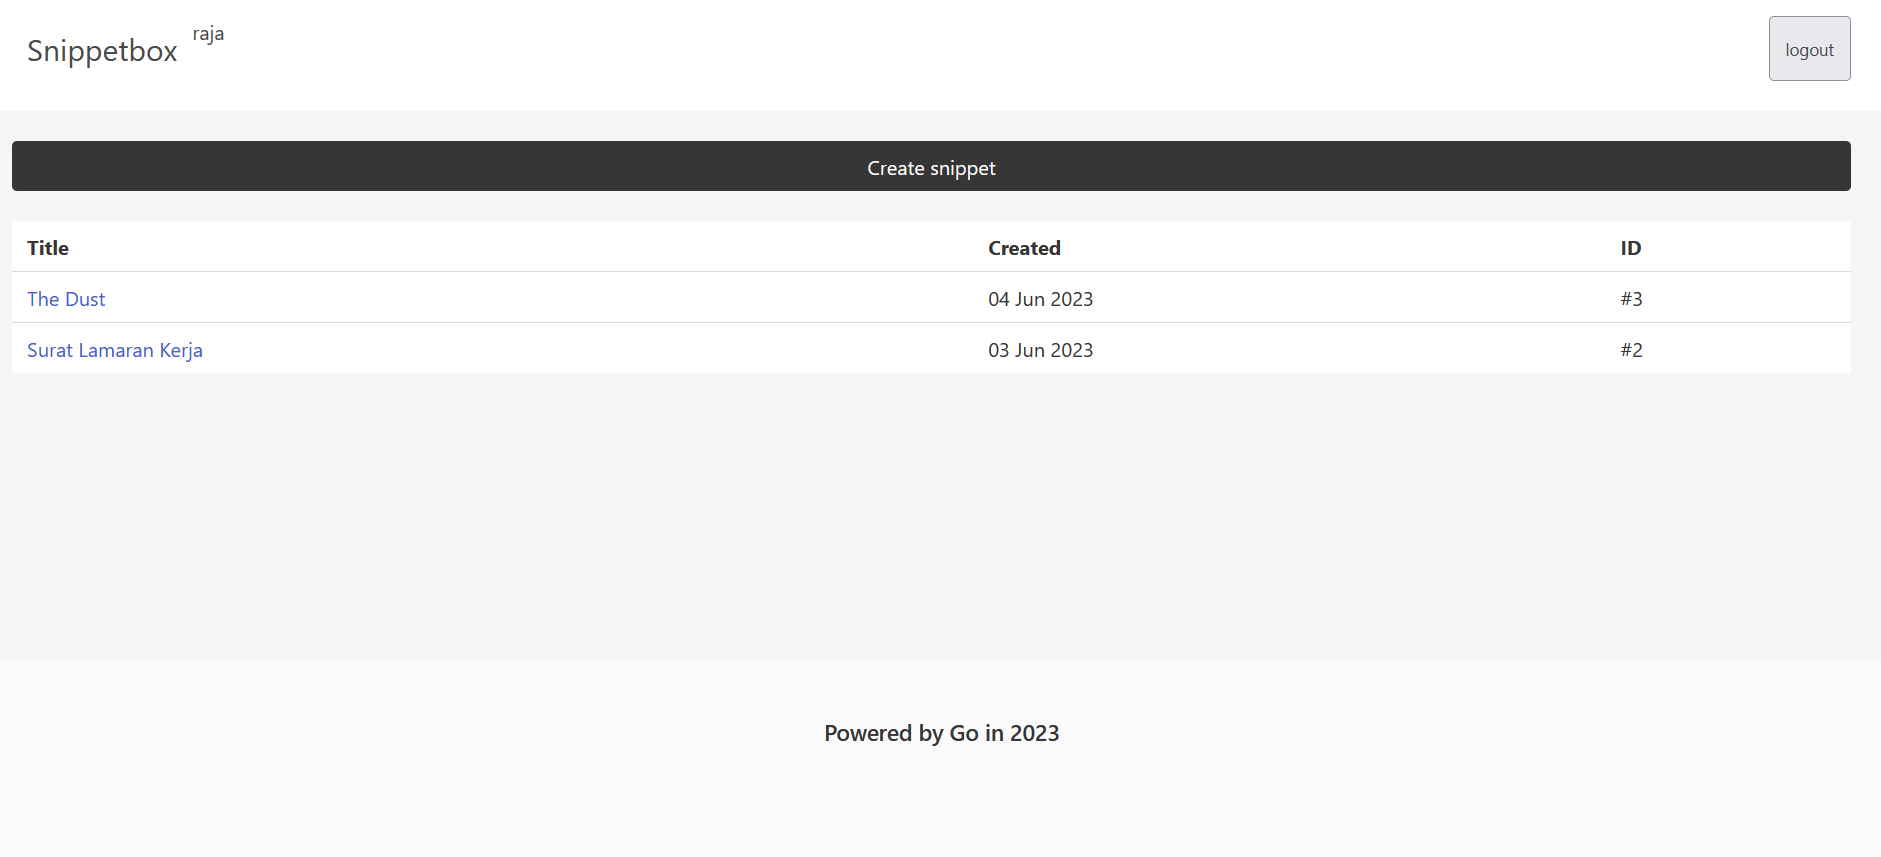 Snippetbox raja
logout
Create snippet
Title Created ID
The Dust 04 Jun 2023 #3
Surat Lamaran Kerja 03 Jun 2023 #2
Powered by Go in 2023